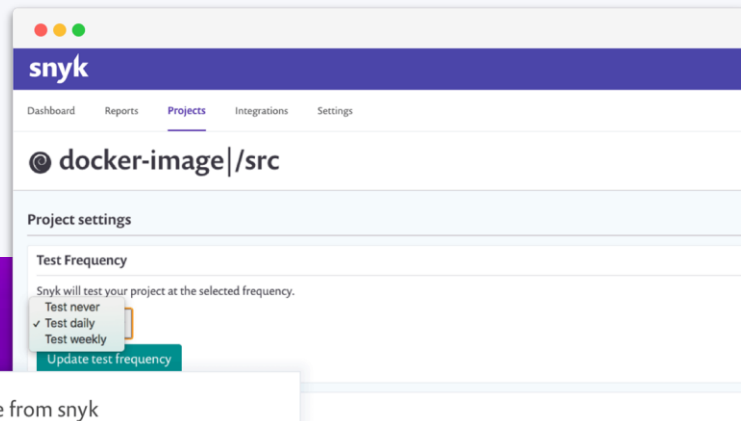 snyk
Dashboard Reports Projects Integrations Settings
docker-image|/src
Project settings
Test Frequency
Snyk will test your project at the selected frequency.
Test never
✓ Test daily
Test weekly
Update test frequency
from snyk